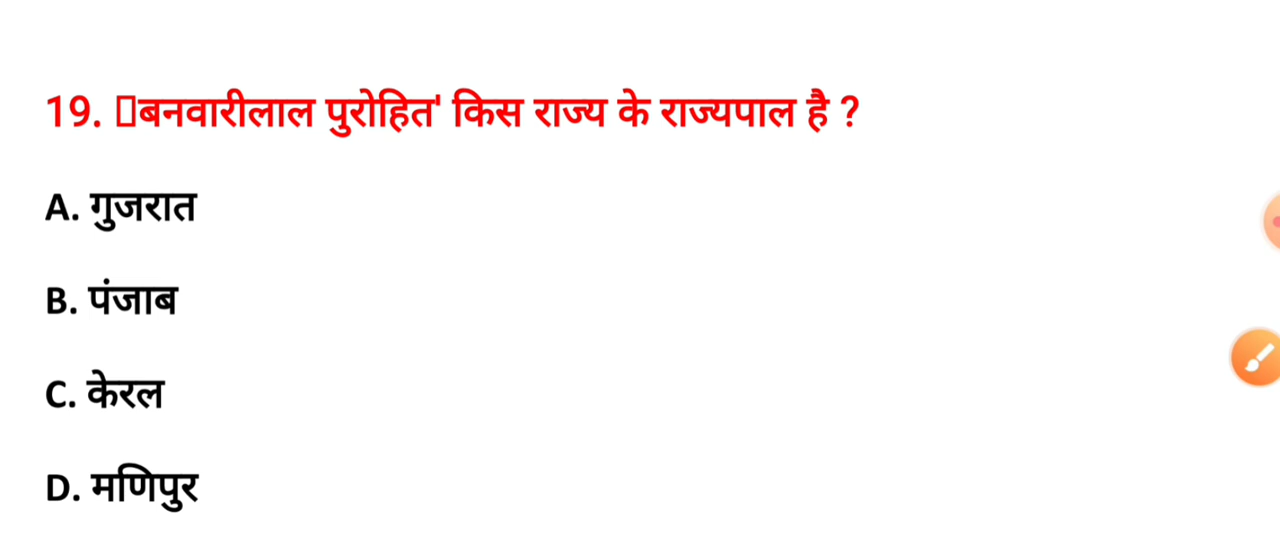 19. बनवारीलाल पुरोहित' किस राज्य के राज्यपाल है ?
A. गुजरात
B. पंजाब
C. केरल
D. मणिपुर